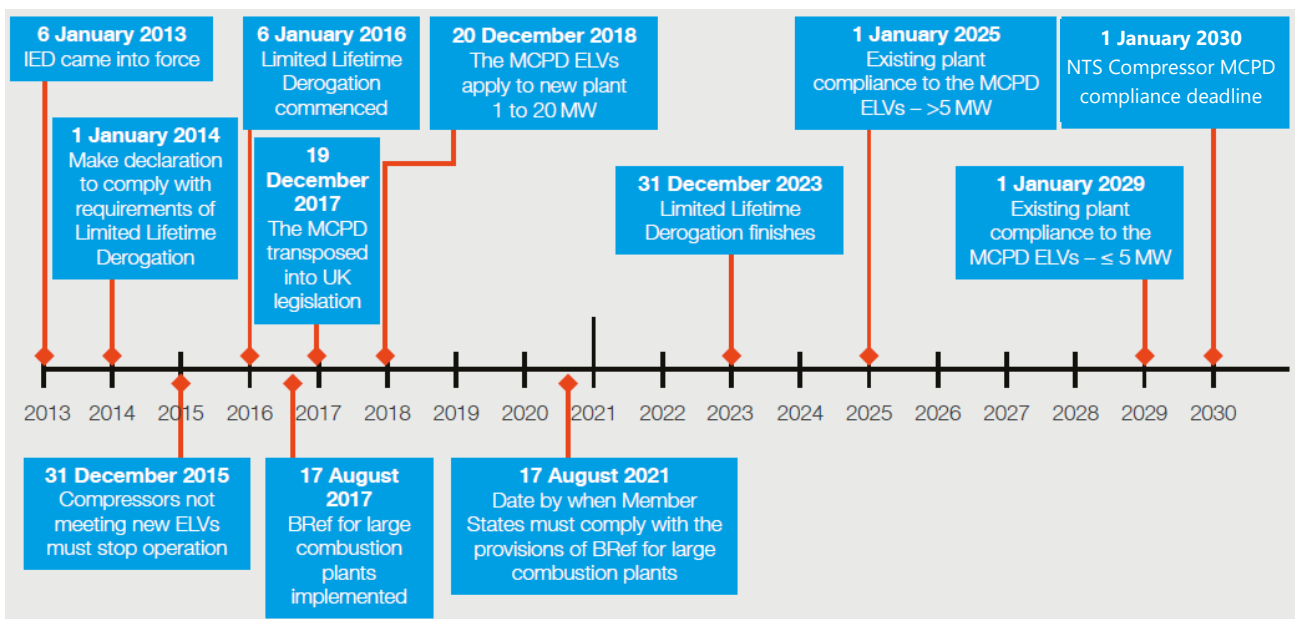 6 January 2013
IED came into force
6 January 2016
Limited Lifetime
Derogation
commenced
20 December 2018
The MCPD ELVs
apply to new plant
1 to 20 MW
1 January 2025
Existing plant
compliance to the MCPD
ELVs – >5 MW
1 January 2030
NTS Compressor MCPD
compliance deadline
1 January 2014
Make declaration
to comply with
requirements of
Limited Lifetime
Derogation
19
December
2017
The MCPD
transposed
into UK
legislation
31 December 2023
Limited Lifetime
Derogation finishes
1 January 2029
Existing plant
compliance to the
MCPD ELVs – ≤ 5 MW
2013 2014 2015 2016 2017 2018 2019 2020 2021 2022 2023 2024 2025 2026 2027 2028 2029 2030
31 December 2015
Compressors not
meeting new ELVs
must stop operation
17 August
2017
BRef for large
combustion
plants
implemented
17 August 2021
Date by when Member
States must comply with the
provisions of BRef for large
combustion plants